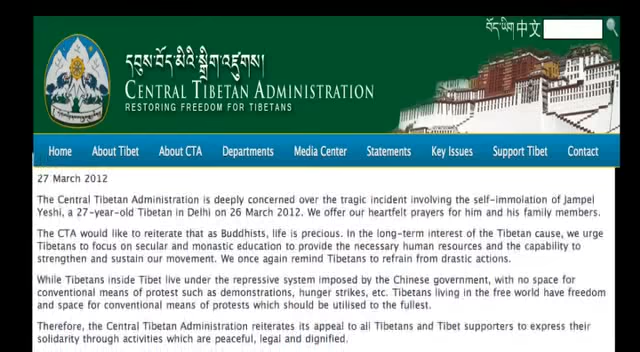 བོད་ཡིག 中文
དབུས་བོད་མིའི་སྒྲིག་འཛུགས།
CENTRAL TIBETAN ADMINISTRATION
RESTORING FREEDOM FOR TIBETANS
Home About Tibet About CTA Departments Media Center Statements Key Issues Support Tibet Contact
27 March 2012
The Central Tibetan Administration is deeply concerned over the tragic incident involving the self-immolation of Jampel
Yeshi, a 27-year-old Tibetan in Delhi on 26 March 2012. We offer our heartfelt prayers for him and his family members.
The CTA would like to reiterate that as Buddhists, life is precious. In the long-term interest of the Tibetan cause, we urge
Tibetans to focus on secular and monastic education to provide the necessary human resources and the capability to
strengthen and sustain our movement. We once again remind Tibetans to refrain from drastic actions.
While Tibetans inside Tibet live under the repressive system imposed by the Chinese government, with no space for
conventional means of protest such as demonstrations, hunger strikes, etc. Tibetans living in the free world have freedom
and space for conventional means of protests which should be utilised to the fullest.
Therefore, the Central Tibetan Administration reiterates its appeal to all Tibetans and Tibet supporters to express their
solidarity through activities which are peaceful, legal and dignified.